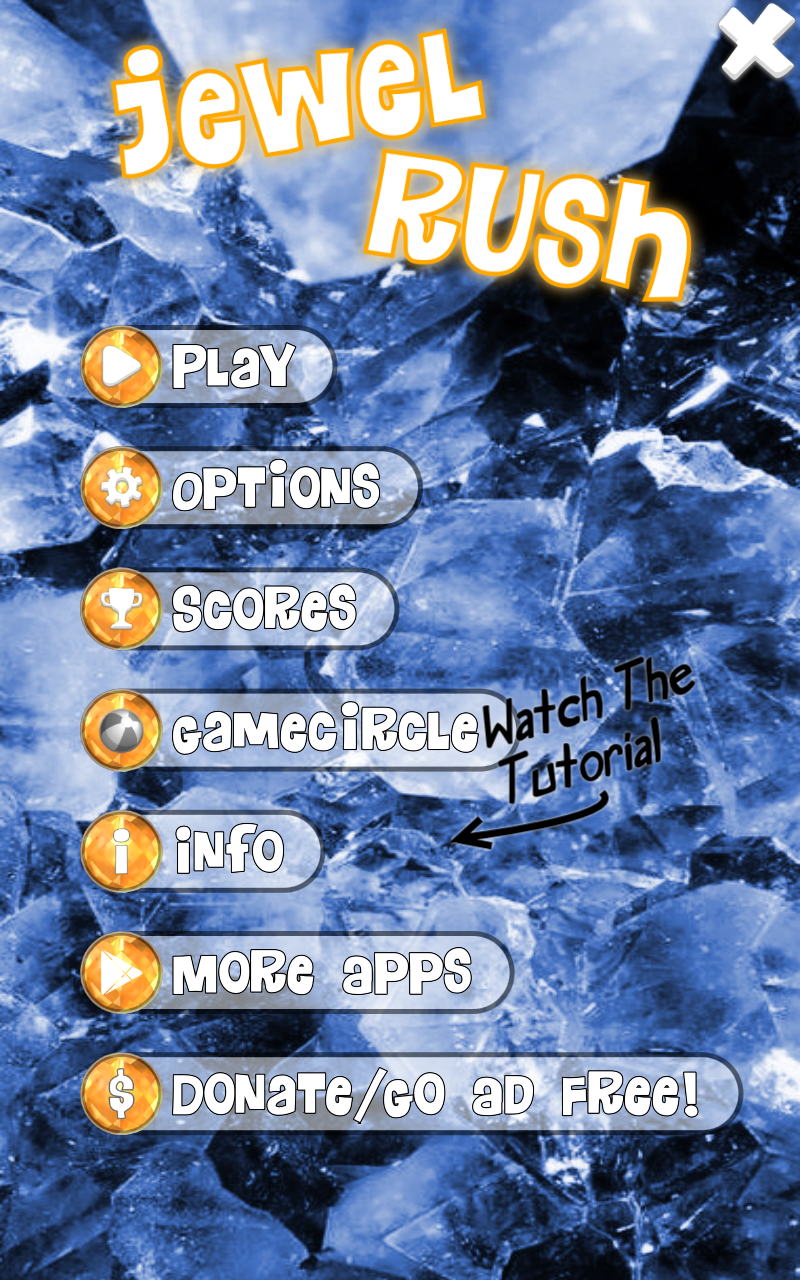 jewel
Rush
PLay
OPTiONS
ScoReS
GameciRcLe
Watch The
Tutorial
iNfo
MORe aPPS
$
DONaTe/GO aD FRee!